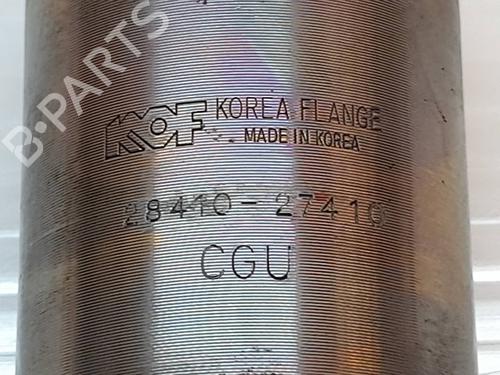 B-PARTS
KOF KOREA FLANGE
MADE IN KOREA
28410-27410
CGU